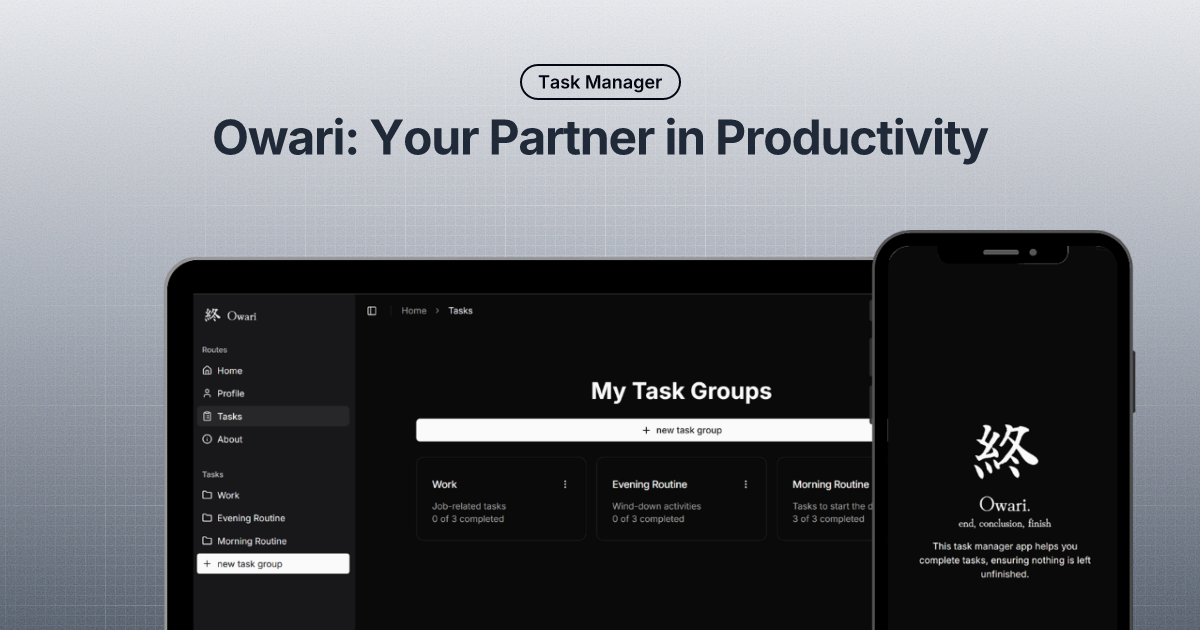 Task Manager
Owari: Your Partner in Productivity
終 Owari
Routes
Home
Profile
Tasks
About
Tasks
Work
Evening Routine
Morning Routine
+ new task group
Home > Tasks
My Task Groups
+ new task group
Work
Job-related tasks
0 of 3 completed
Evening Routine
Wind-down activities
0 of 3 completed
Morning Routine
Tasks to start the d
3 of 3 completed
終
Owari.
end, conclusion, finish
This task manager app helps you
complete tasks, ensuring nothing is left
unfinished.